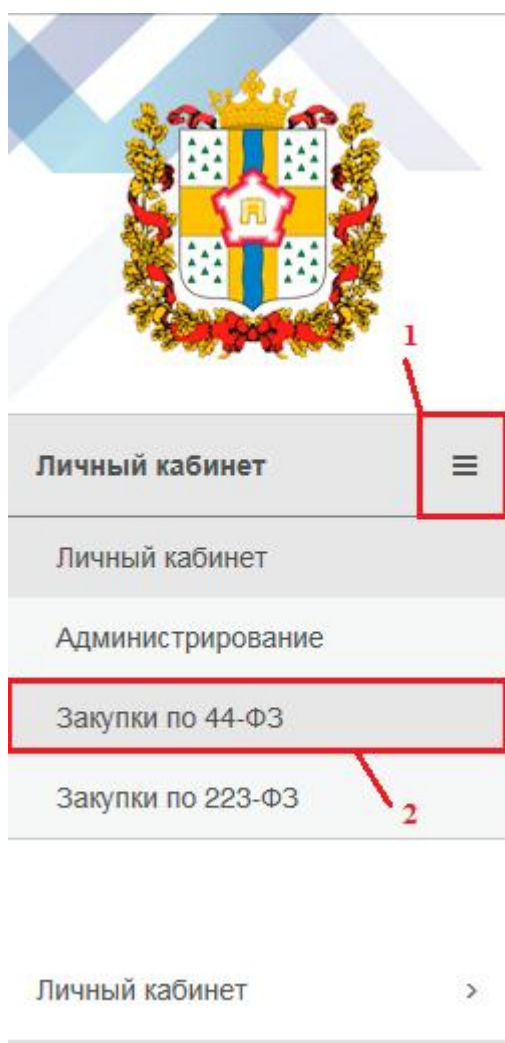 1
Личный кабинет
Личный кабинет
Администрирование
Закупки по 44-ФЗ
Закупки по 223-ФЗ
2
Личный кабинет